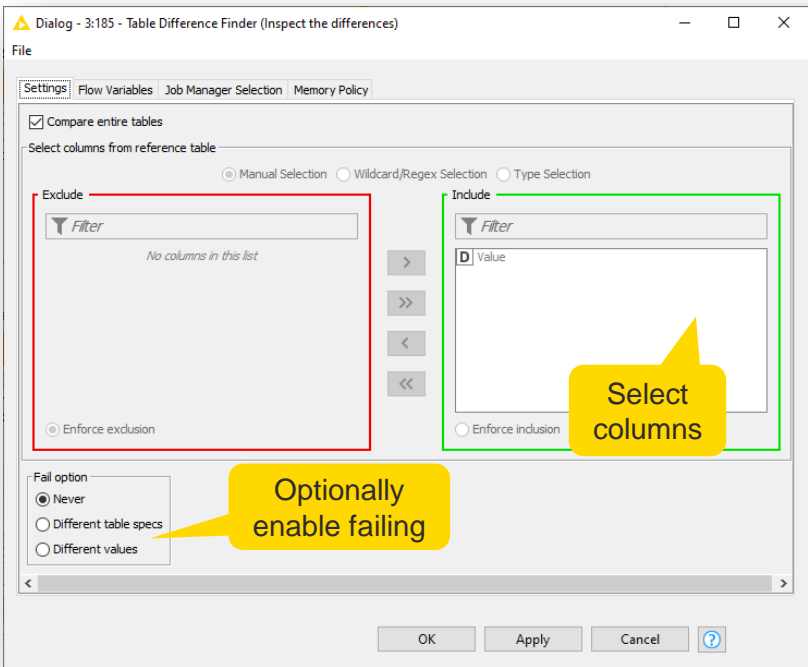 Dialog - 3:185 - Table Difference Finder (Inspect the differences)
File
Settings Flow Variables Job Manager Selection Memory Policy
Compare entire tables
Select columns from reference table
Manual Selection Wildcard/Regex Selection Type Selection
Exclude
Filter
No columns in this list
Enforce exclusion
>
>>
<
<<
Include
Filter
D Value
Enforce inclusion
Select
columns
Fail option
Never
Different table specs
Different values
Optionally
enable failing
OK Apply Cancel ?